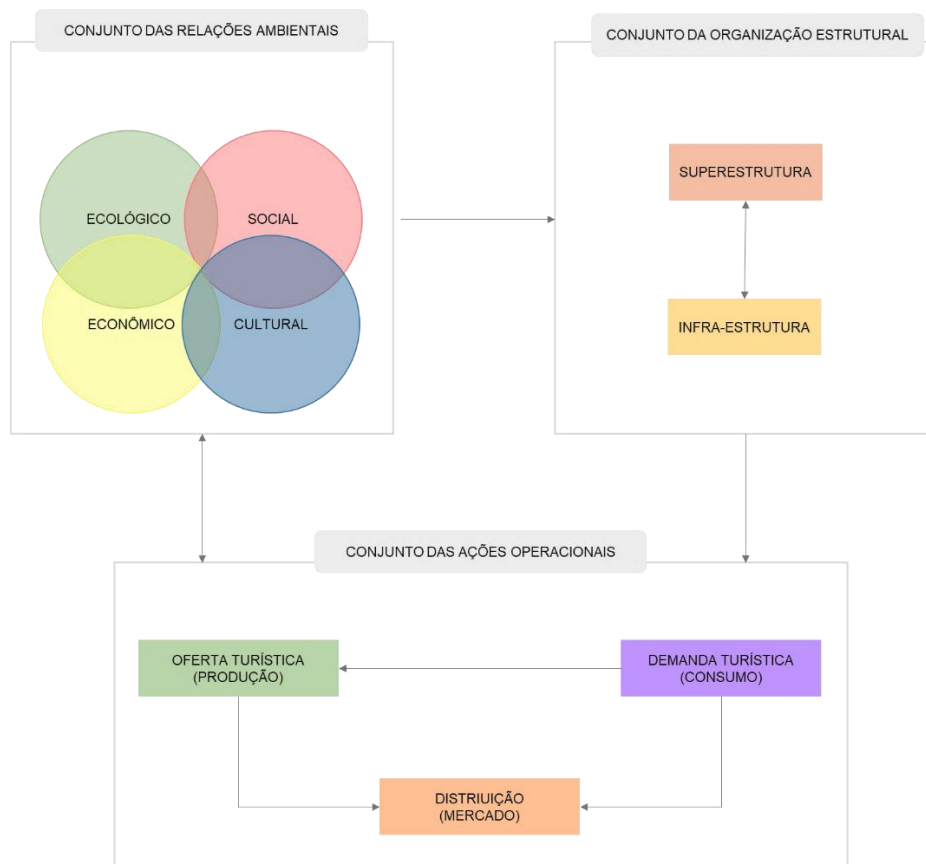 CONJUNTO DAS RELAÇÕES AMBIENTAIS
CONJUNTO DA ORGANIZAÇÃO ESTRUTURAL
ECOLÓGICO
SOCIAL
ECONÔMICO
CULTURAL
SUPERESTRUTURA
INFRA-ESTRUTURA
CONJUNTO DAS AÇÕES OPERACIONAIS
OFERTA TURÍSTICA
(PRODUÇÃO)
DEMANDA TURÍSTICA
(CONSUMO)
DISTRIUIÇÃO
(MERCADO)